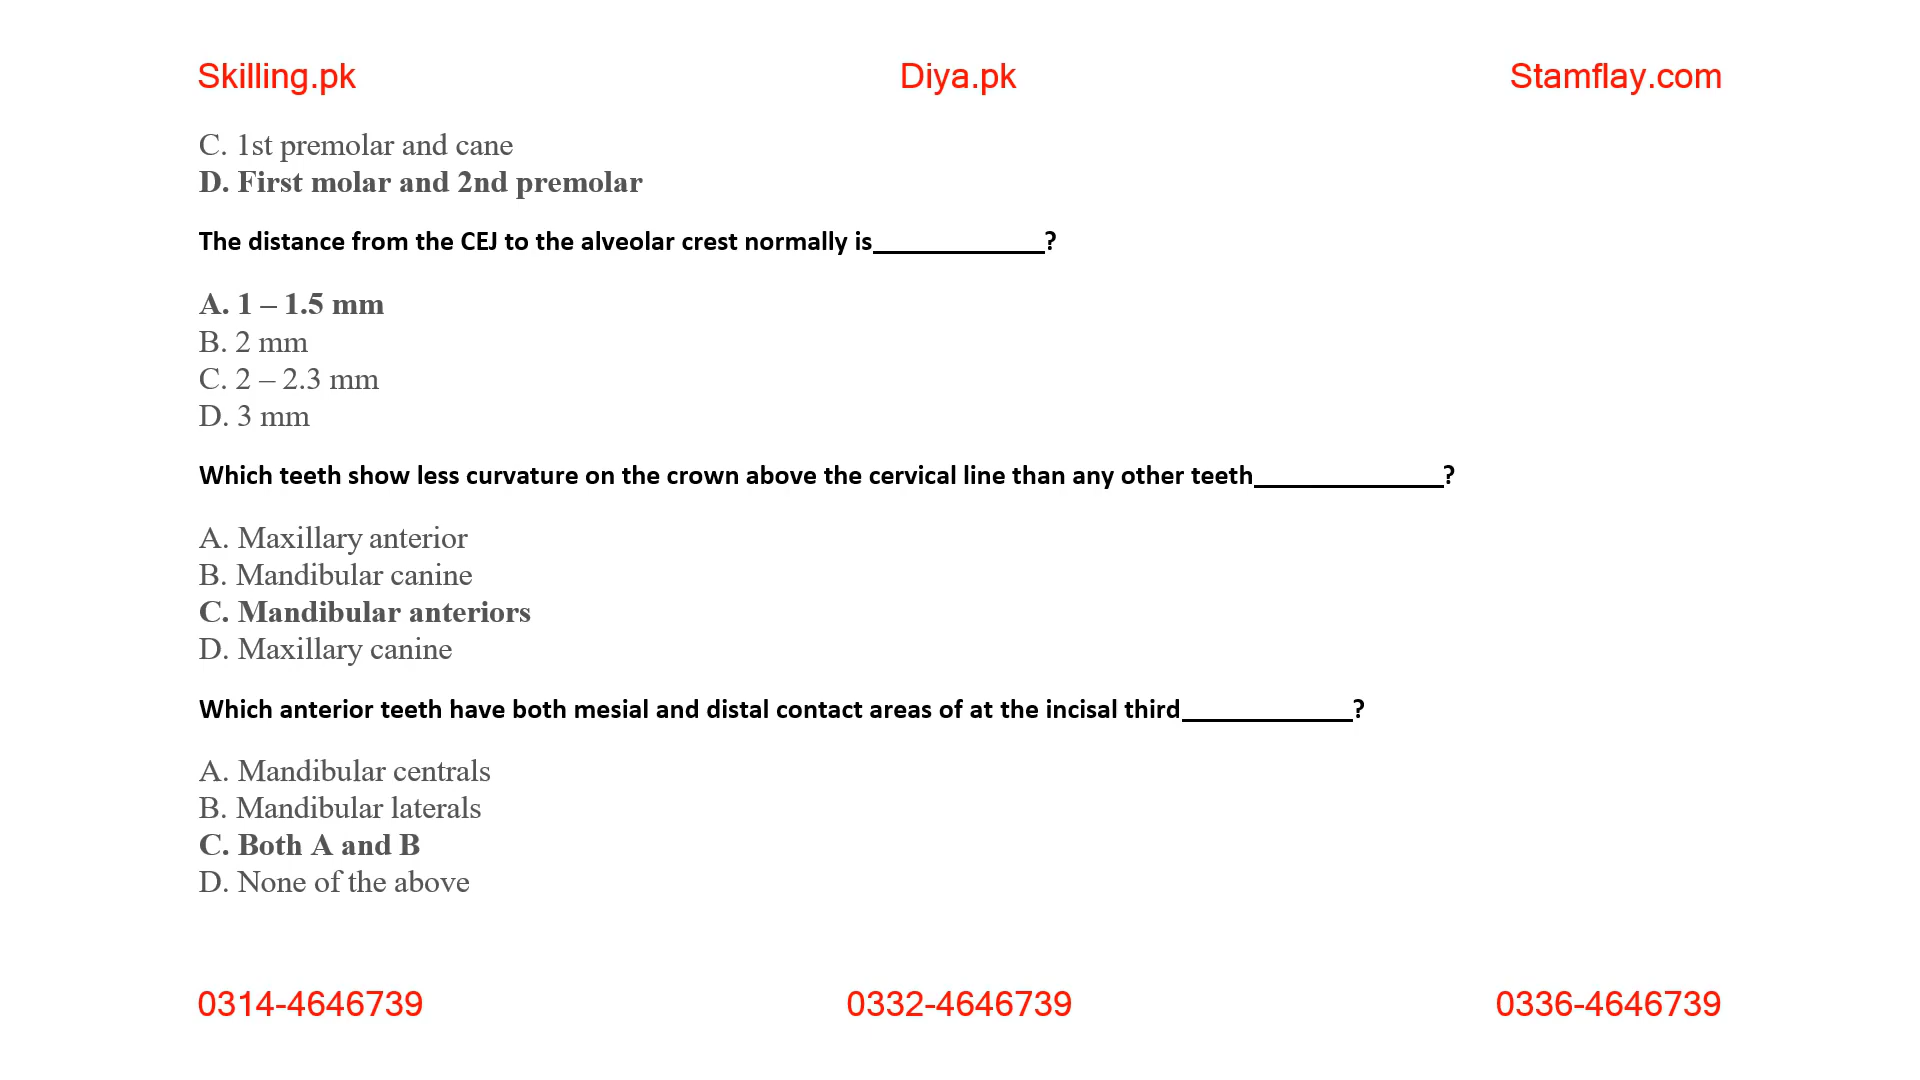 Skilling.pk Diya.pk Stamflay.com
C. 1st premolar and cane
D. First molar and 2nd premolar
The distance from the CEJ to the alveolar crest normally is____________?
A. 1 – 1.5 mm
B. 2 mm
C. 2 – 2.3 mm
D. 3 mm
Which teeth show less curvature on the crown above the cervical line than any other teeth_____________?
A. Maxillary anterior
B. Mandibular canine
C. Mandibular anteriors
D. Maxillary canine
Which anterior teeth have both mesial and distal contact areas of at the incisal third____________?
A. Mandibular centrals
B. Mandibular laterals
C. Both A and B
D. None of the above
0314-4646739 0332-4646739 0336-4646739